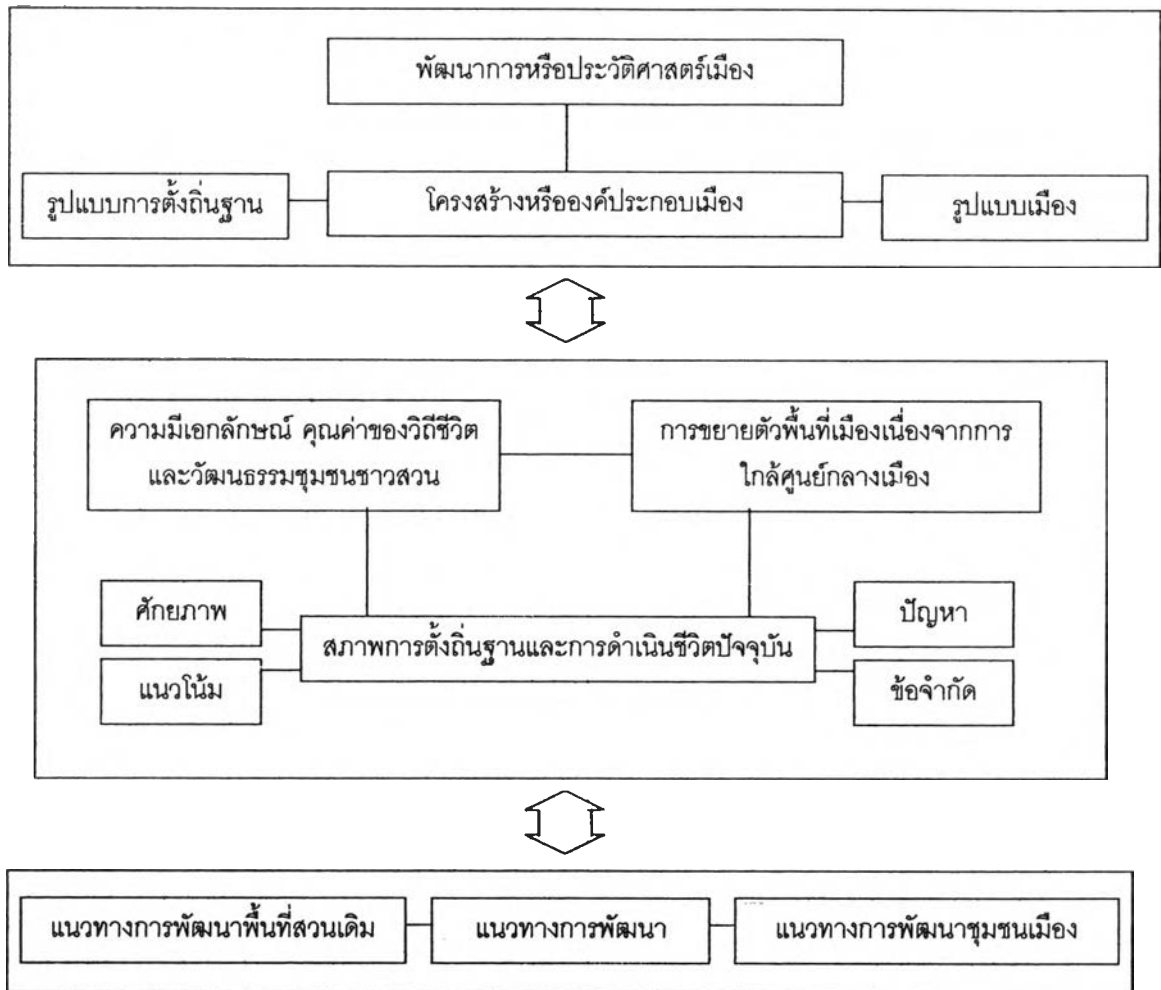 พัฒนาการหรือประวัติศาสตร์เมือง
รูปแบบการตั้งถิ่นฐาน
โครงสร้างหรือองค์ประกอบเมือง
รูปแบบเมือง
ความมีเอกลักษณ์ คุณค่าของวิถีชีวิต
และวัฒนธรรมชุมชนชาวสวน
การขยายตัวพื้นที่เมืองเนื่องจากการ
ใกล้ศูนย์กลางเมือง
ศักยภาพ
แนวโน้ม
สภาพการตั้งถิ่นฐานและการดำเนินชีวิตปัจจุบัน
ปัญหา
ข้อจำกัด
แนวทางการพัฒนาพื้นที่สวนเดิม
แนวทางการพัฒนา
แนวทางการพัฒนาชุมชนเมือง